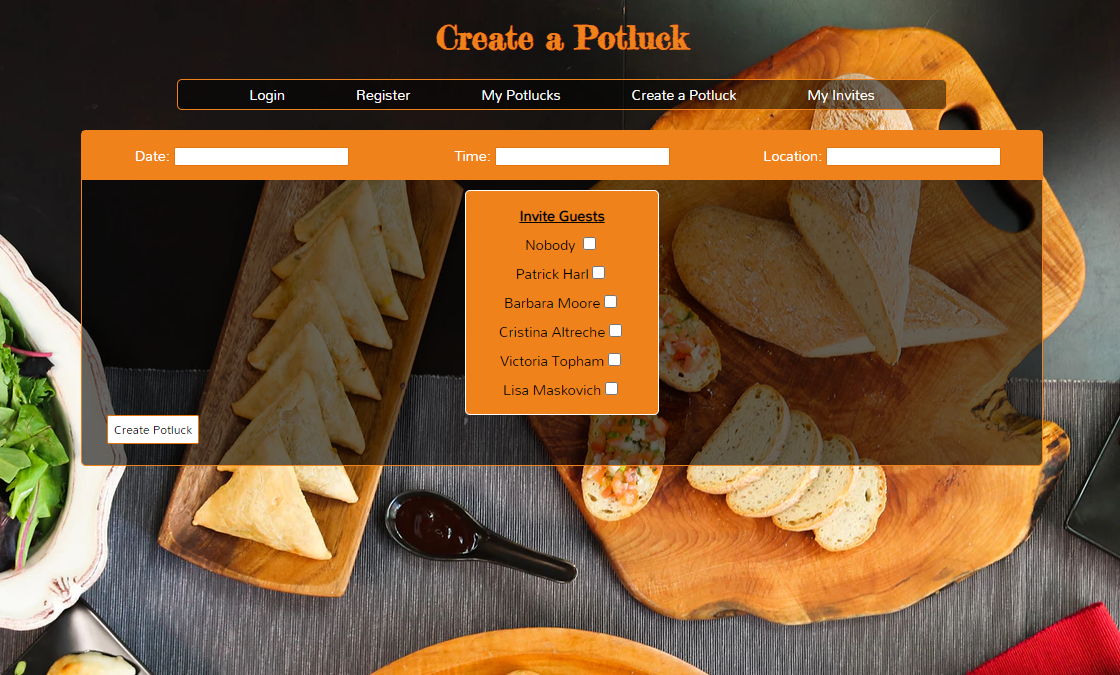 Create a Potluck
Login Register My Potlucks Create a Potluck My Invites
Date: Time: Location:
Invite Guests
Nobody
Patrick Harl
Barbara Moore
Cristina Altreche
Victoria Topham
Lisa Maskovich
Create Potluck